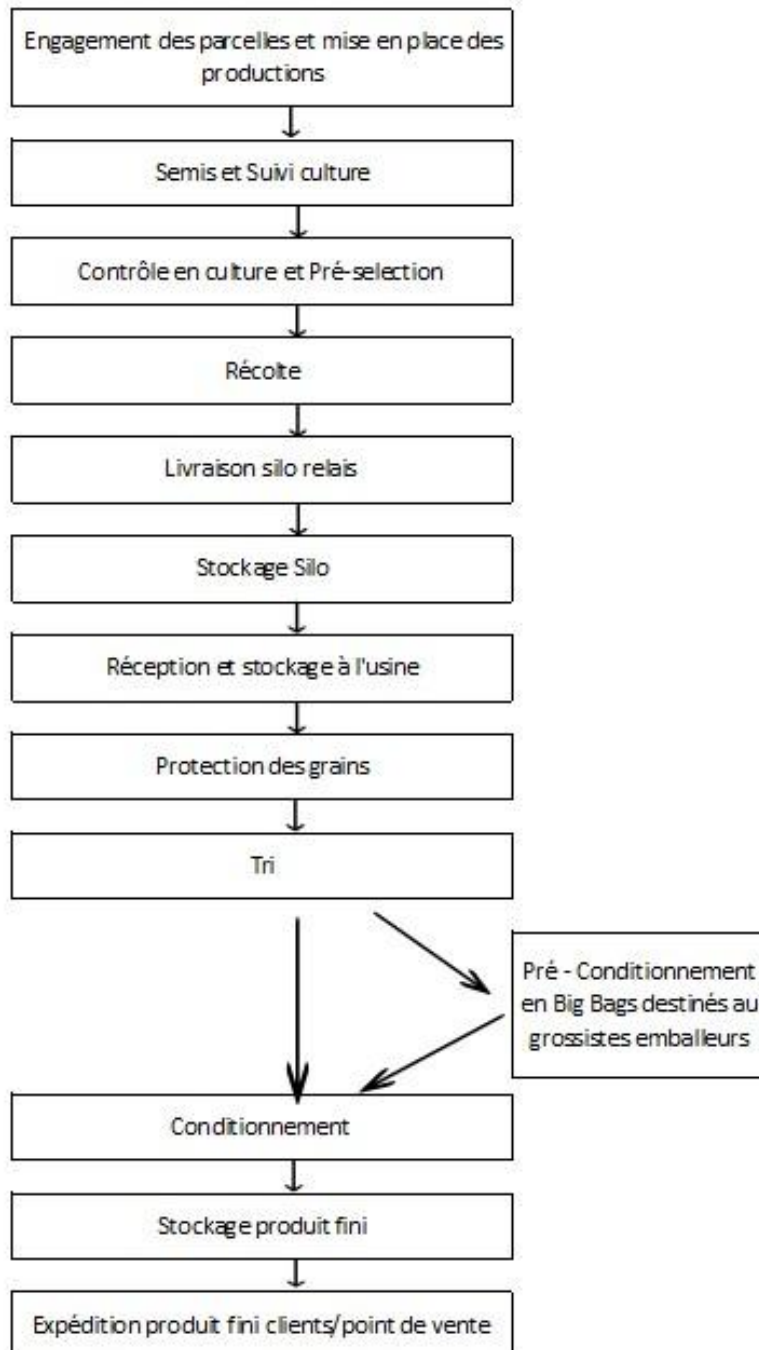 Engagement des parcelles et mise en place des
productions
Semis et Suivi culture
Contrôle en culture et Pré-selection
Récolte
Livraison silo relais
Stockage Silo
Réception et stockage à l'usine
Protection des grains
Tri
Pré - Conditionnement
en Big Bags destinés au
grossistes emballeurs
Conditionnement
Stockage produit fini
Expédition produit fini clients/point de vente